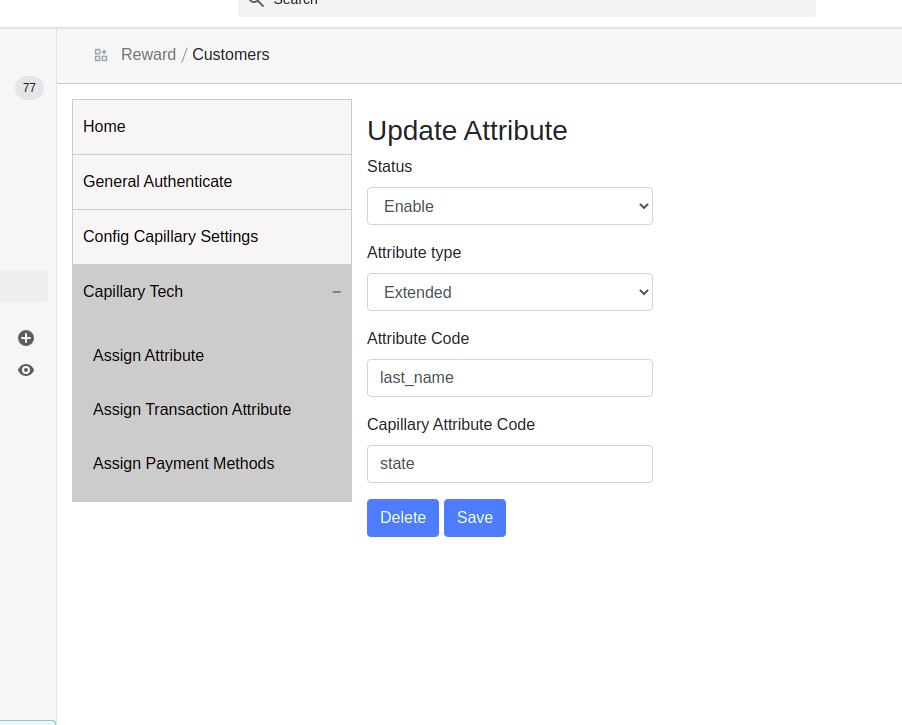 Search
77
Reward / Customers
Home
General Authenticate
Config Capillary Settings
Capillary Tech
Assign Attribute
Assign Transaction Attribute
Assign Payment Methods
Update Attribute
Status
Enable
Attribute type
Extended
Attribute Code
last_name
Capillary Attribute Code
state
Delete Save